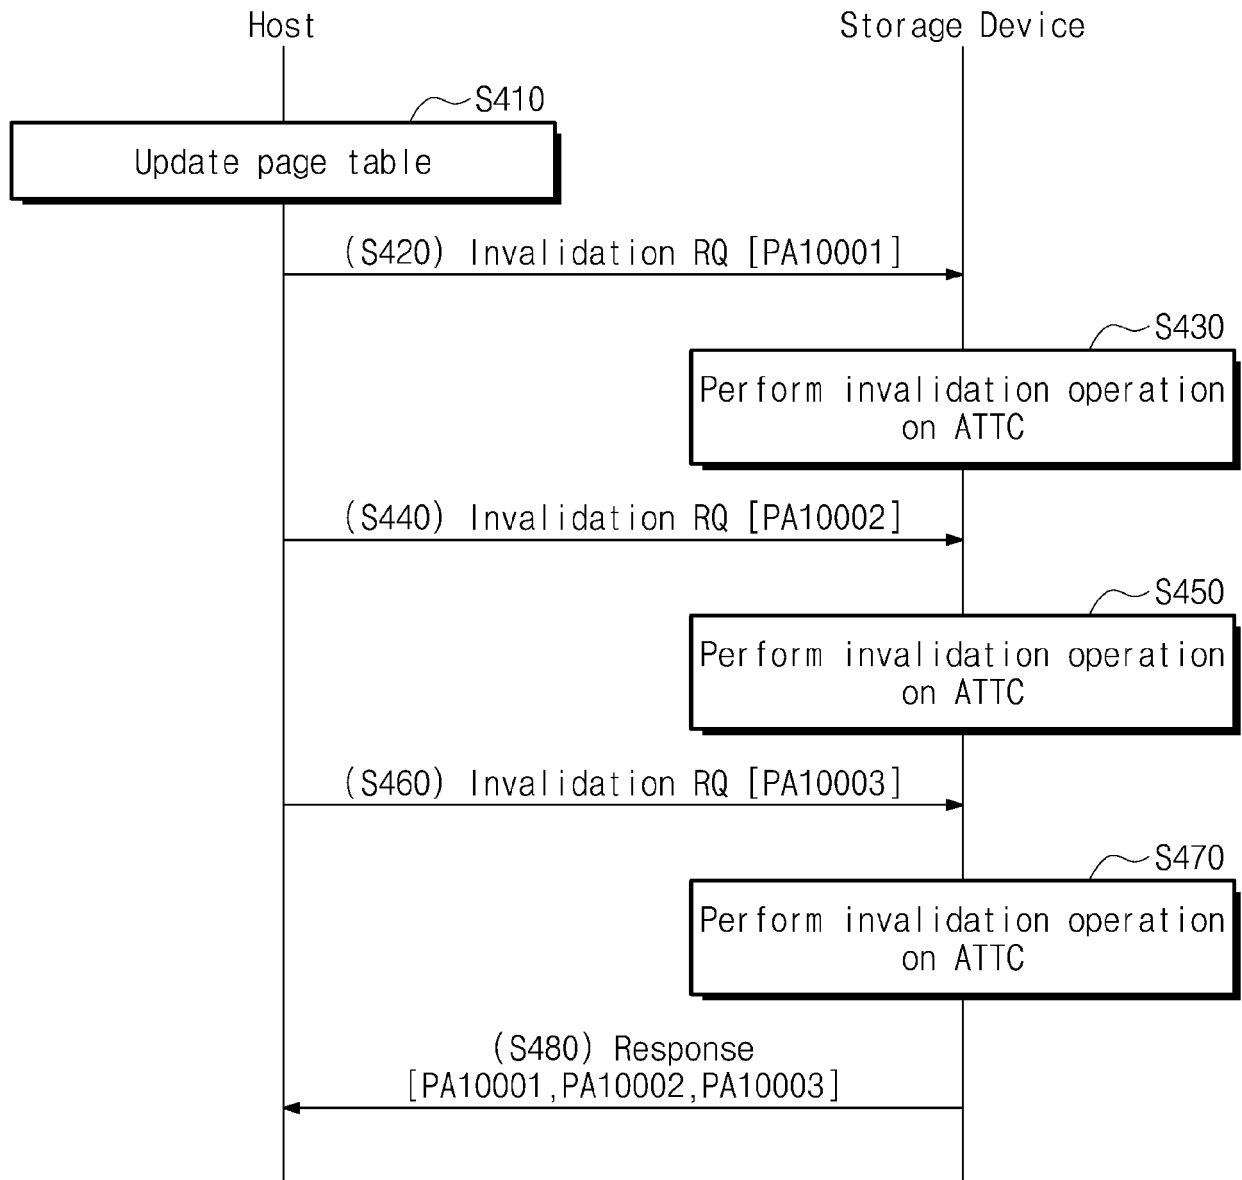 Host
Storage Device
S410
Update page table
(S420) Invalidation RQ [PA10001]
S430
Perform invalidation operation
on ATTC
(S440) Invalidation RQ [PA10002]
S450
Perform invalidation operation
on ATTC
(S460) Invalidation RQ [PA10003]
S470
Perform invalidation operation
on ATTC
(S480) Response
[PA10001,PA10002,PA10003]